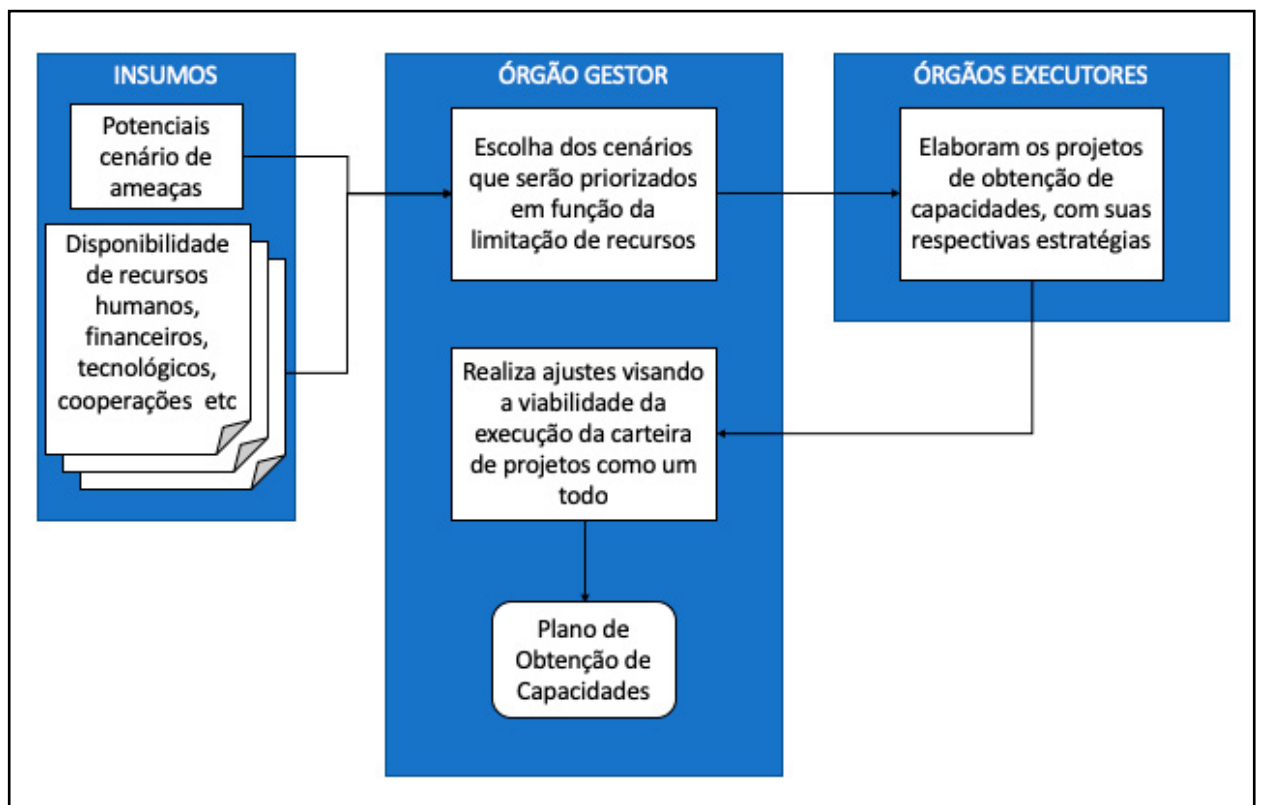 INSUMOS
Potenciais
cenário de
ameaças
Disponibilidade
de recursos
humanos,
financeiros,
tecnológicos,
cooperações etc
ÓRGÃO GESTOR
Escolha dos cenários
que serão priorizados
em função da
limitação de recursos
Realiza ajustes visando
a viabilidade da
execução da carteira
de projetos como um
todo
Plano de
Obtenção de
Capacidades
ÓRGÃOS EXECUTORES
Elaboram os projetos
de obtenção de
capacidades, com suas
respectivas estratégias